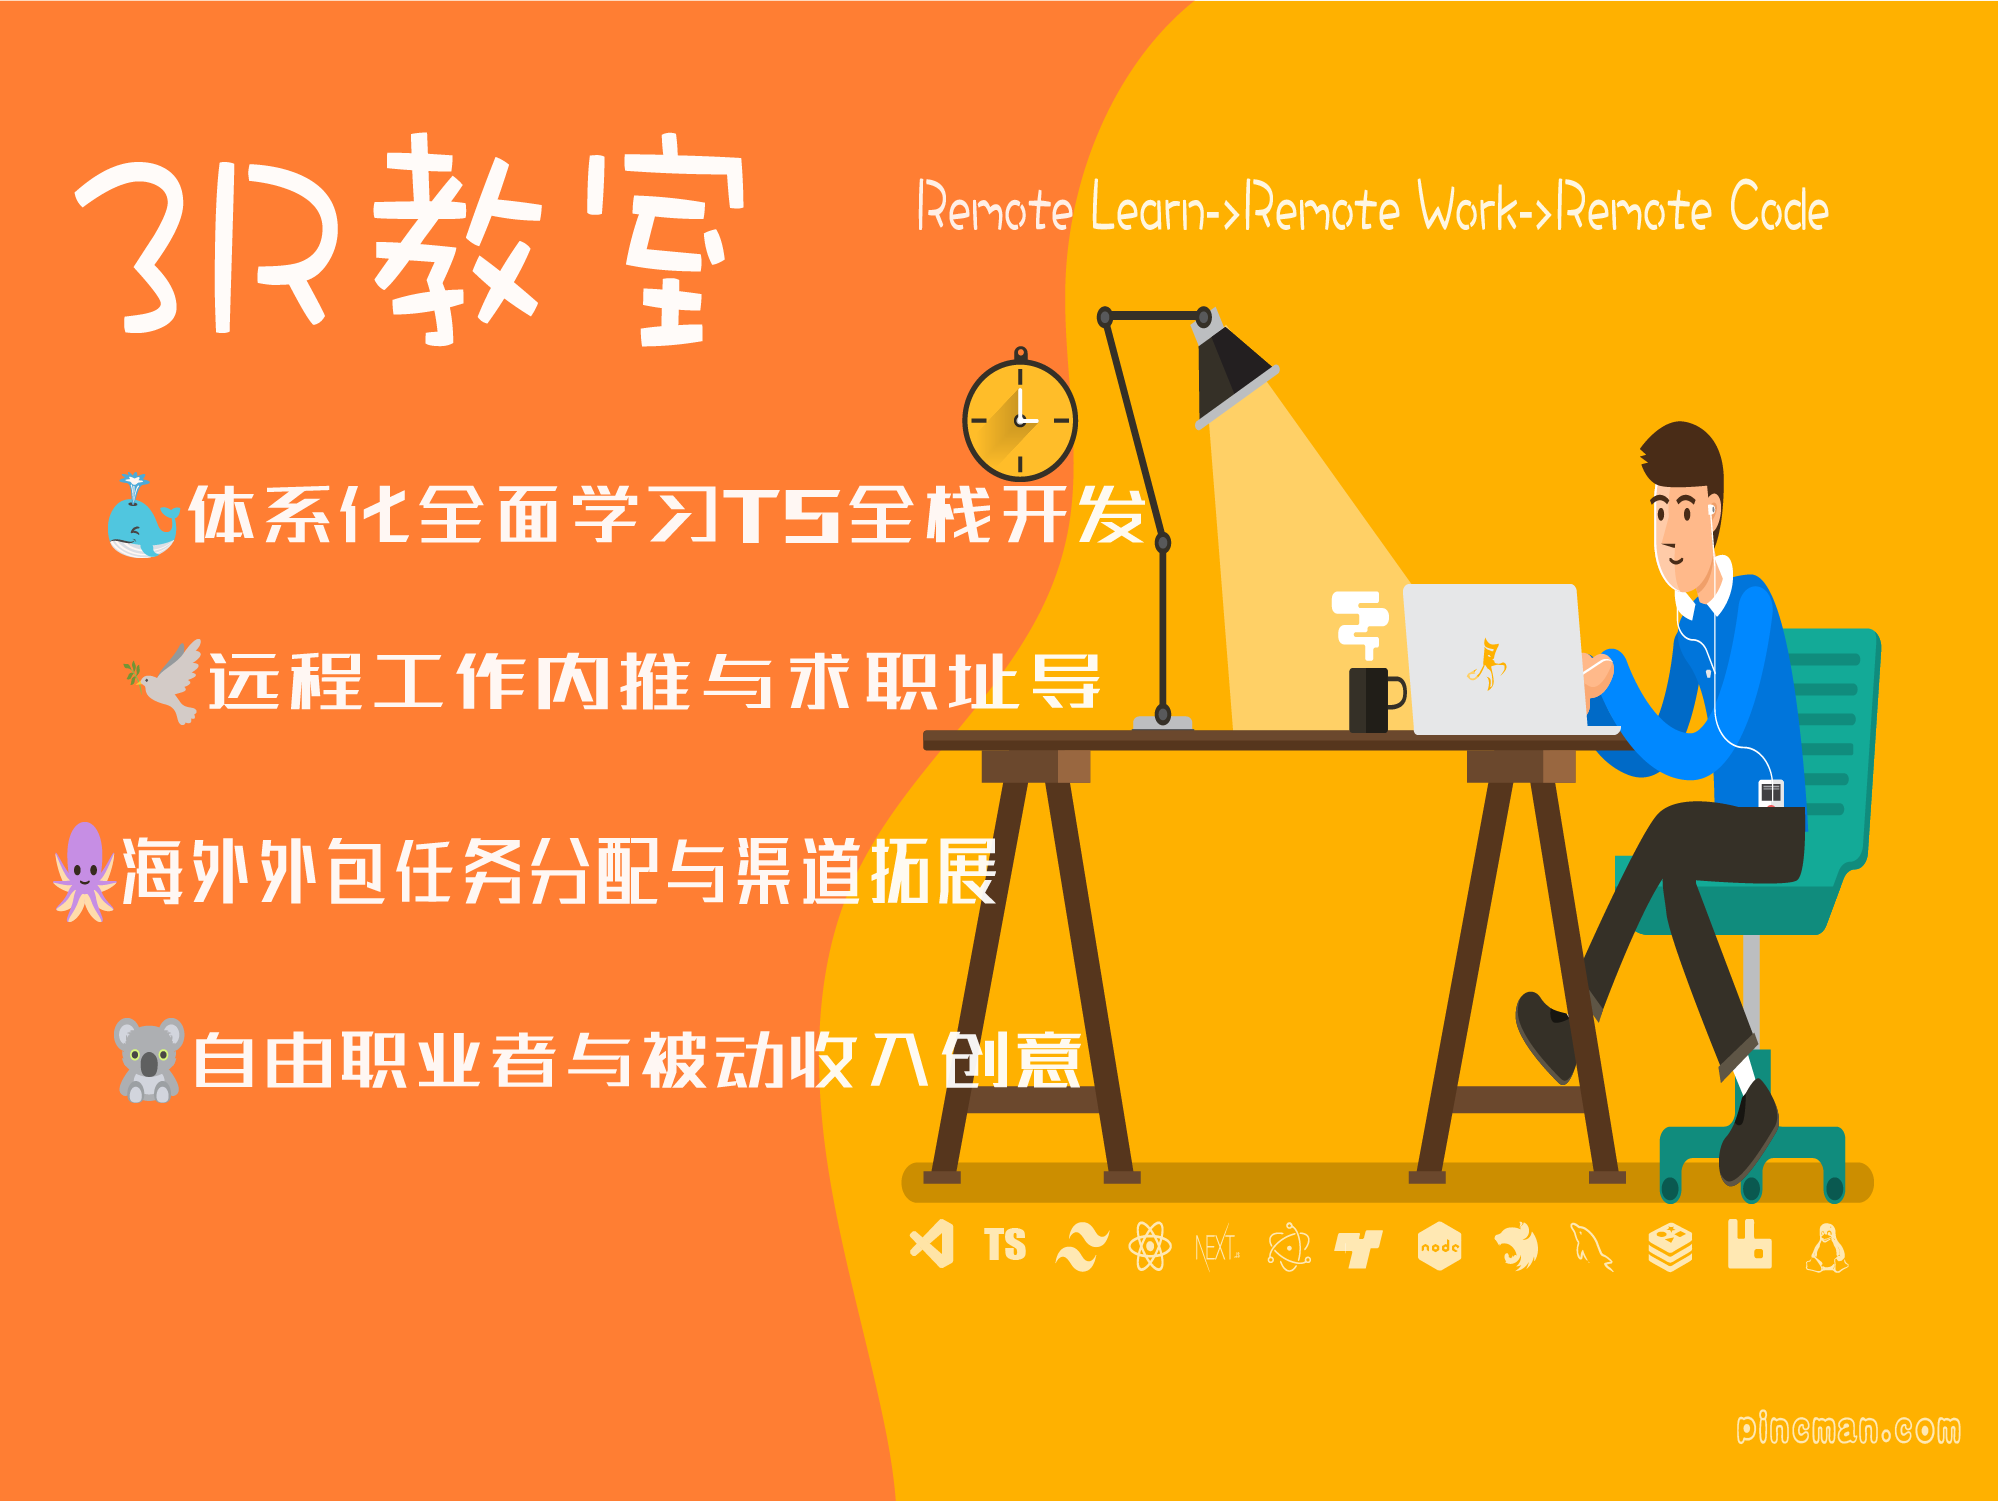 3R教室
Remote Learn->Remote Work->Remote Code
体系化全面学习TS全栈开发
远程工作内推与求职址导
海外外包任务分配与渠道拓展
自由职业者与被动收入创意
TS
NEXT.JS
node
pincman.com